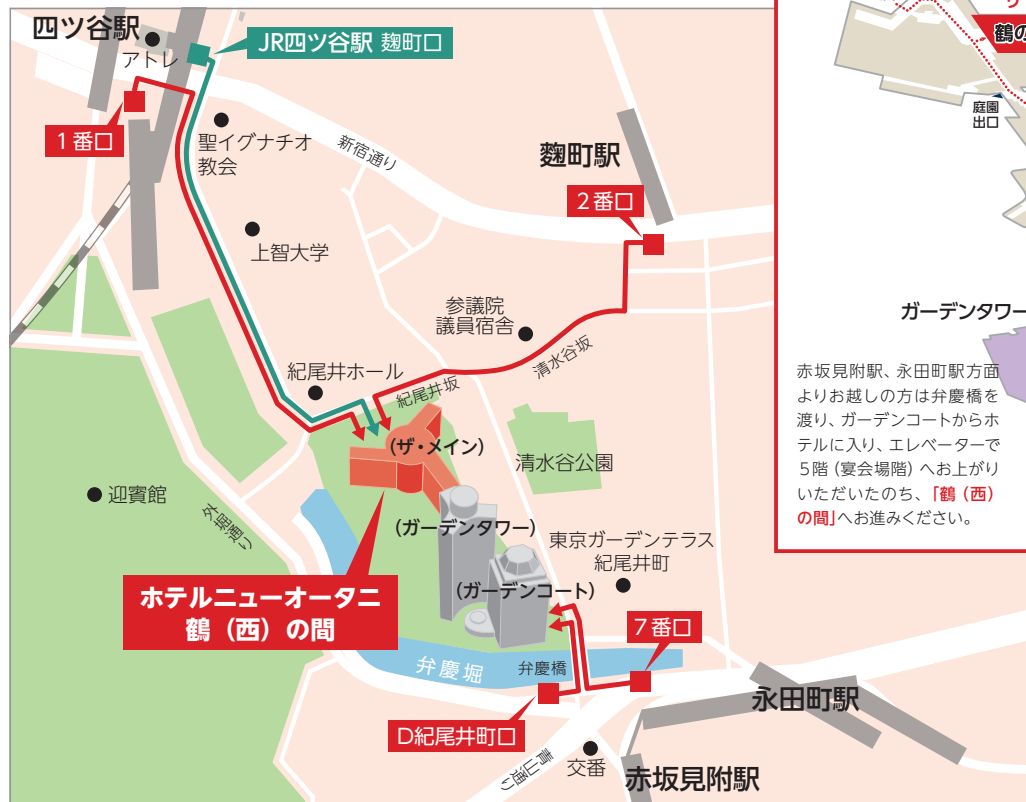 四ツ谷駅
アトレ
JR四ツ谷駅 麴町口
1番口
聖イグナチオ
教会
新宿通り
麴町駅
2番口
上智大学
参議院
議員宿舎
清水谷坂
紀尾井ホール
紀尾井坂
(ザ・メイン)
清水谷公園
迎賓館
外堀通り
(ガーデンタワー)
東京ガーデンテラス
紀尾井町
(ガーデンコート)
ホテルニューオータニ
鶴(西)の間
7番口
弁慶堀
弁慶橋
D紀尾井町口
永田町駅
青山通り
交番
赤坂見附駅
鶴の
庭園
出口
ガーデンタワー
赤坂見附駅、永田町駅方面
よりお越しの方は弁慶橋を
渡り、ガーデンコートからホ
テルに入り、エレベーターで
5階(宴会場階)へお上がり
いただいたのち、「鶴(西)
の間」へお進みください。